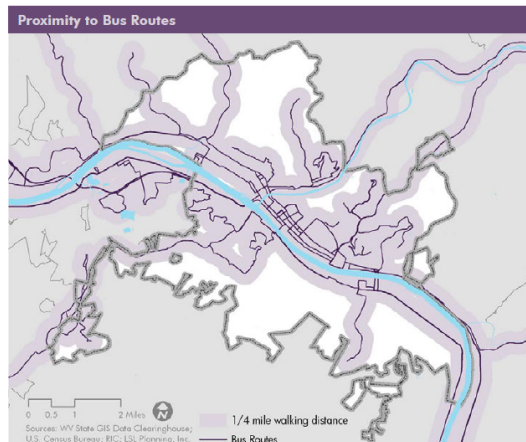 Proximity to Bus Routes
0 0.5 1 2 Miles
N
Sources: WV State GIS Data Clearinghouse;
U.S. Census Bureau; RIC; LSL Planning, Inc.
1/4 mile walking distance
Bus Routes